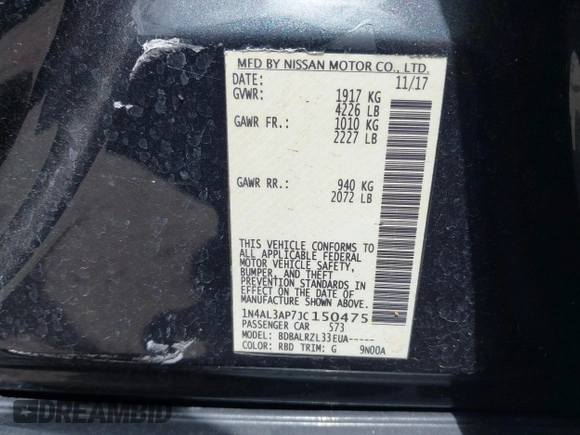 MFD BY NISSAN MOTOR CO., LTD.
DATE: 11/17
GVWR: 1917 KG
4226 LB
GAWR FR.: 1010 KG
2227 LB
GAWR RR.: 940 KG
2072 LB
THIS VEHICLE CONFORMS TO
ALL APPLICABLE FEDERAL
MOTOR VEHICLE SAFETY,
BUMPER, AND THEFT
PREVENTION STANDARDS IN
EFFECT ON THE DATE OF
MANUFACTURE SHOWN ABOVE.
1N4AL3AP7JC150475
PASSENGER CAR 573
MODEL: BDBALRZL33EUA-----
COLOR: RBD TRIM: G 9N00A
DREAMBID